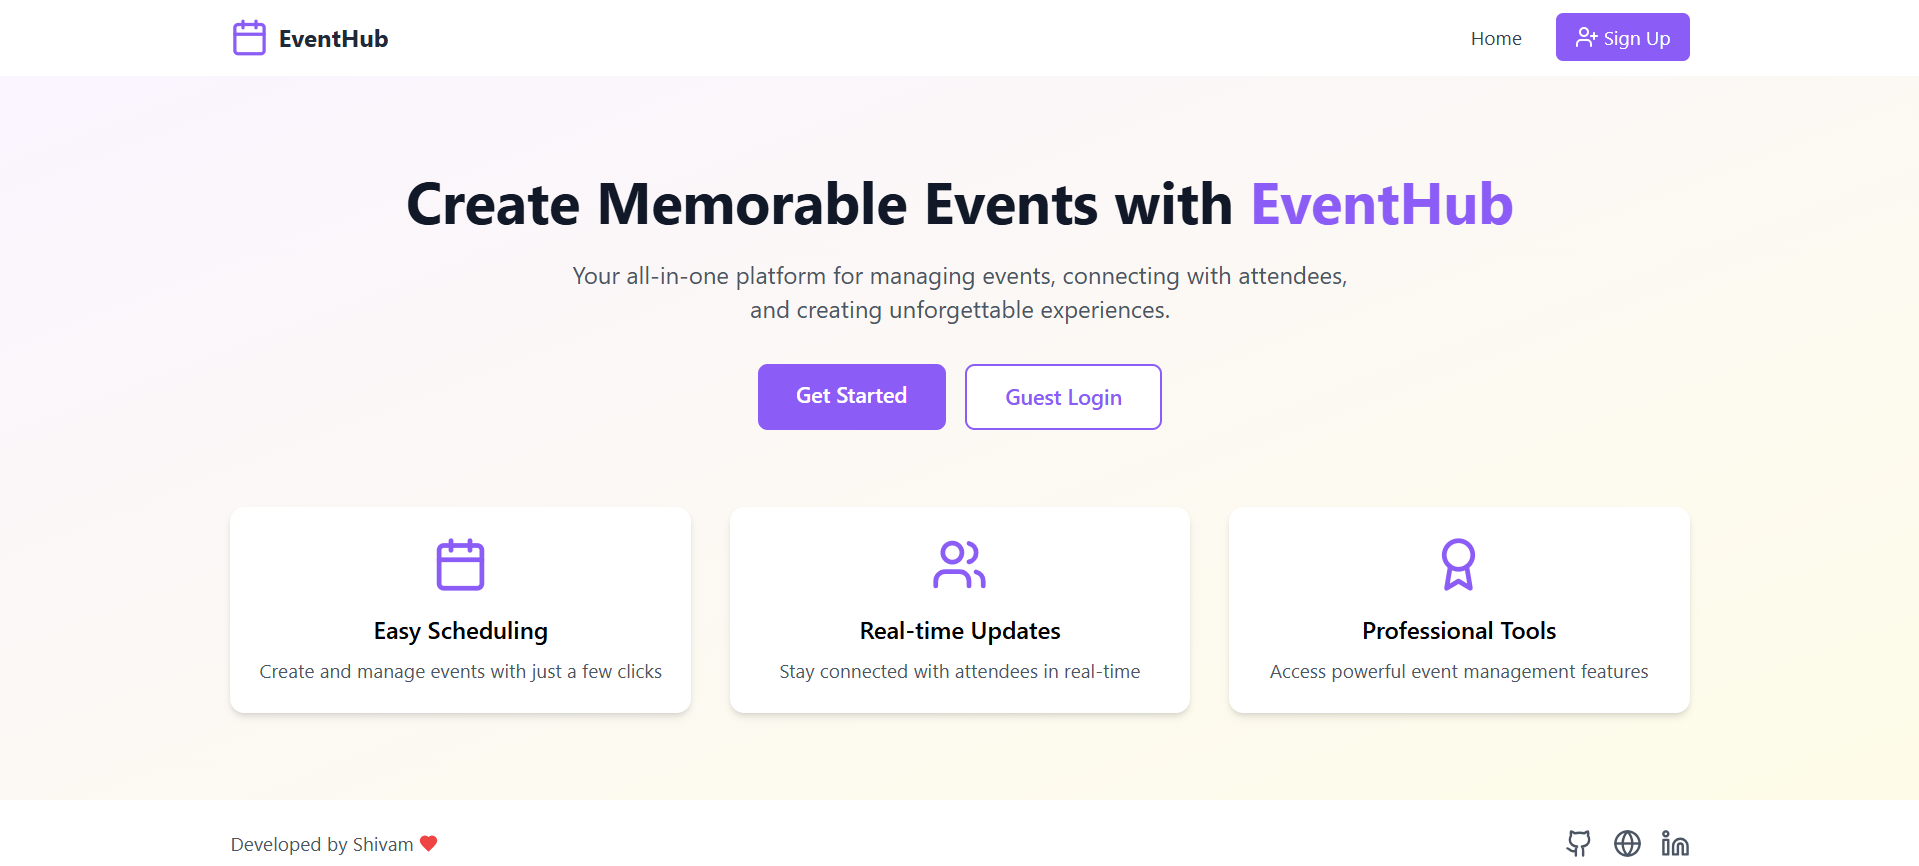 EventHub
Home
Sign Up
Create Memorable Events with EventHub
Your all-in-one platform for managing events, connecting with attendees,
and creating unforgettable experiences.
Get Started
Guest Login
Easy Scheduling
Create and manage events with just a few clicks
Real-time Updates
Stay connected with attendees in real-time
Professional Tools
Access powerful event management features
Developed by Shivam ❤